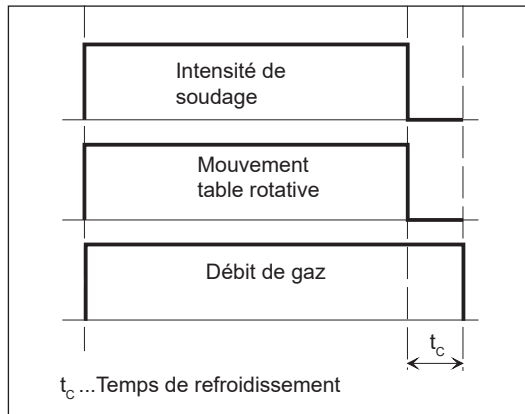 Intensité de
soudage
Mouvement
table rotative
Débit de gaz
tc
tc...Temps de refroidissement